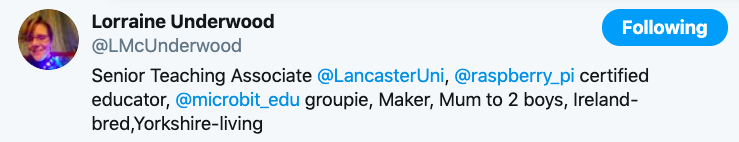 Lorraine Underwood
Following
@LMcUnderwood
Senior Teaching Associate @LancasterUni, @raspberry_pi certified
educator, @microbit_edu groupie, Maker, Mum to 2 boys, Ireland-
bred,Yorkshire-living